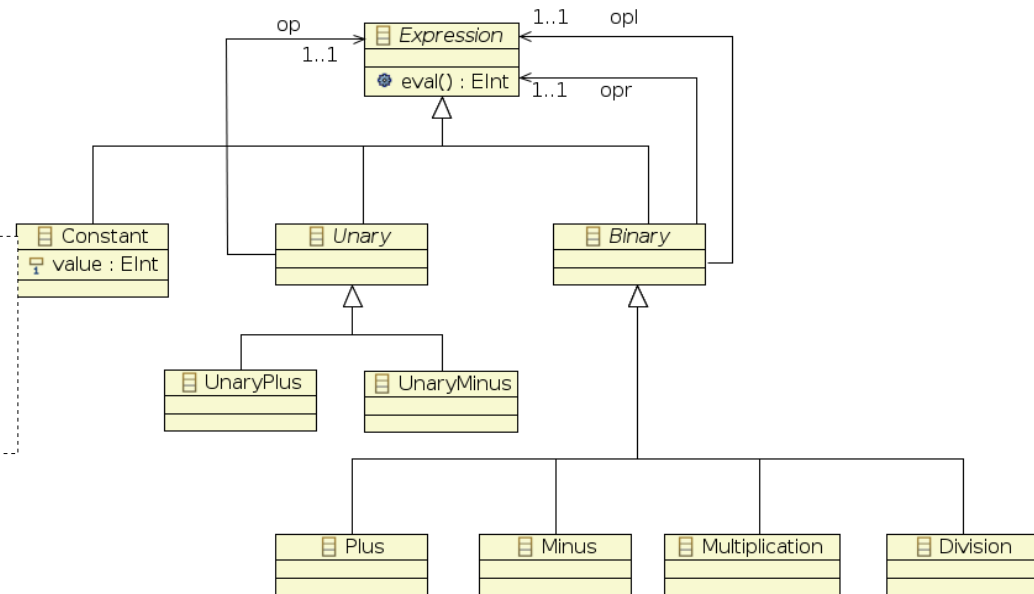 op
1..1
Expression
eval() : EInt
1..1 opl
1..1 opr
Constant
value : EInt
Unary
Binary
UnaryPlus
UnaryMinus
Plus
Minus
Multiplication
Division